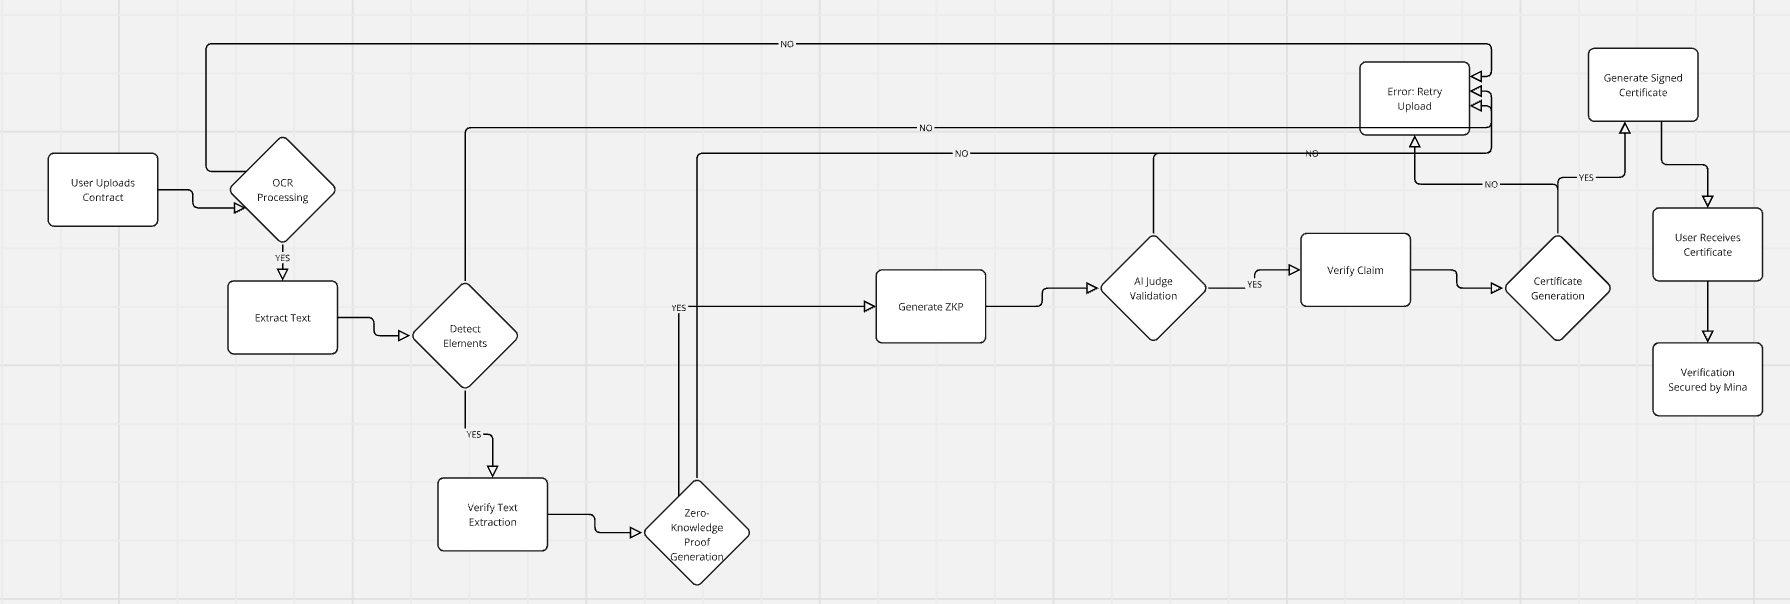 NO
Error: Retry
Upload
Generate Signed
Certificate
NO
NO
NO
User Uploads
Contract
OCR
Processing
YES
NO
YES
User Receives
Certificate
YES
Extract Text
Detect
Elements
YES
Generate ZKP
AI Judge
Validation
YES
Verify Claim
Certificate
Generation
Verification
Secured by Mina
YES
Verify Text
Extraction
Zero-
Knowledge
Proof
Generation